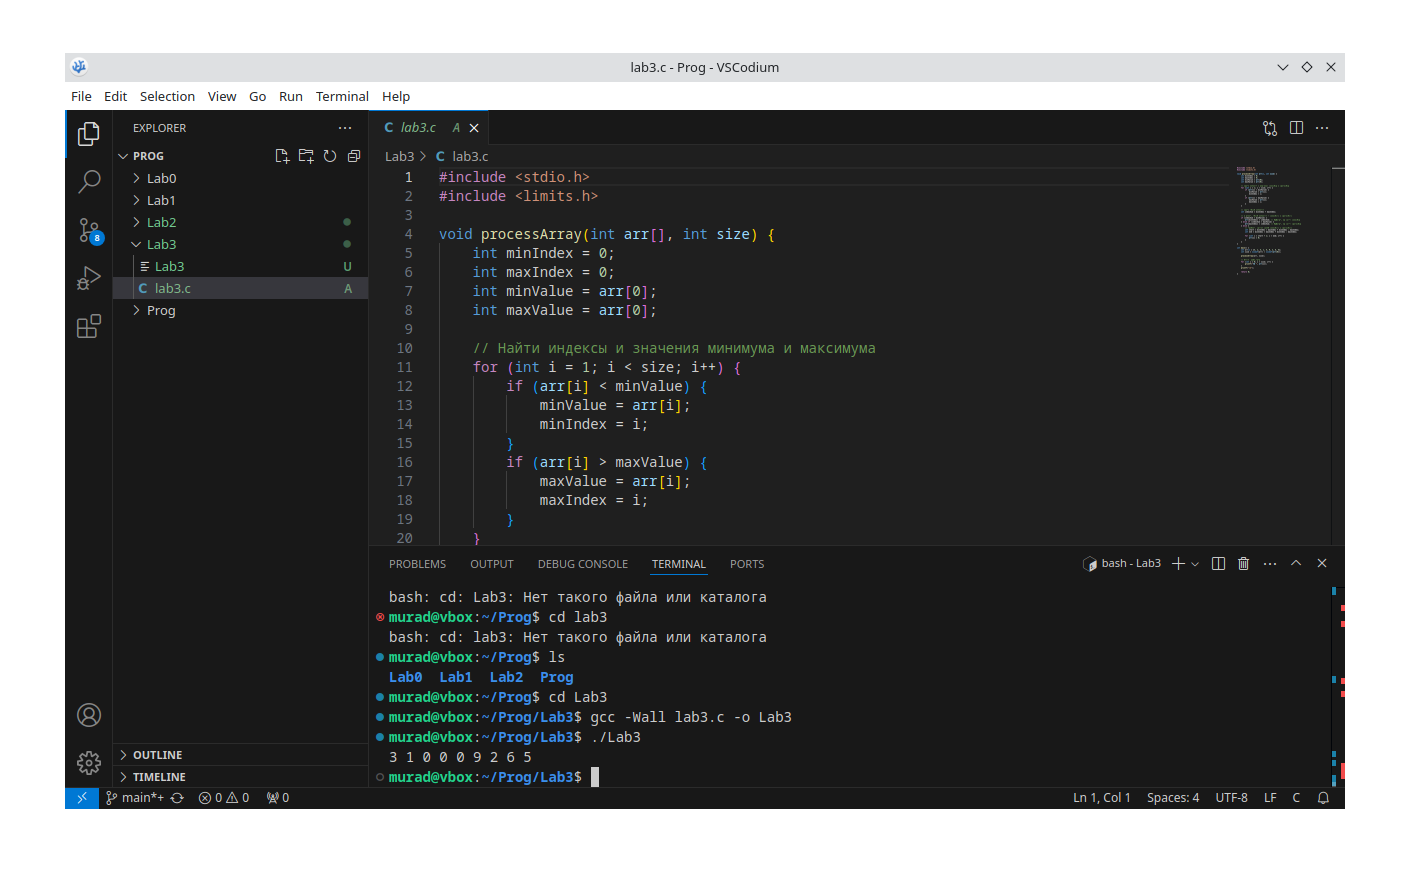 lab3.c - Prog - VSCodium
File Edit Selection View Go Run Terminal Help
EXPLORER
PROG
Lab0
Lab1
Lab2
Lab3
Lab3 U
lab3.c A
Prog
OUTLINE
TIMELINE
8
C lab3.c A
Lab3 > C lab3.c
1 #include <stdio.h>
2 #include <limits.h>
3
4 void processArray(int arr[], int size) {
5 int minIndex = 0;
6 int maxIndex = 0;
7 int minValue = arr[0];
8 int maxValue = arr[0];
9
10 // Найти индексы и значения минимума и максимума
11 for (int i = 1; i < size; i++) {
12 if (arr[i] < minValue) {
13 minValue = arr[i];
14 minIndex = i;
15 }
16 if (arr[i] > maxValue) {
17 maxValue = arr[i];
18 maxIndex = i;
19 }
20 }
PROBLEMS OUTPUT DEBUG CONSOLE TERMINAL PORTS
bash - Lab3
bash: cd: Lab3: Нет такого файла или каталога
murad@vbox:~/Prog$ cd lab3
bash: cd: lab3: Нет такого файла или каталога
murad@vbox:~/Prog$ ls
Lab0 Lab1 Lab2 Prog
murad@vbox:~/Prog$ cd Lab3
murad@vbox:~/Prog/Lab3$ gcc -Wall lab3.c -o Lab3
murad@vbox:~/Prog/Lab3$ ./Lab3
3 1 0 0 0 9 2 6 5
murad@vbox:~/Prog/Lab3$
main*+ 0 0 0 Ln 1, Col 1 Spaces: 4 UTF-8 LF C